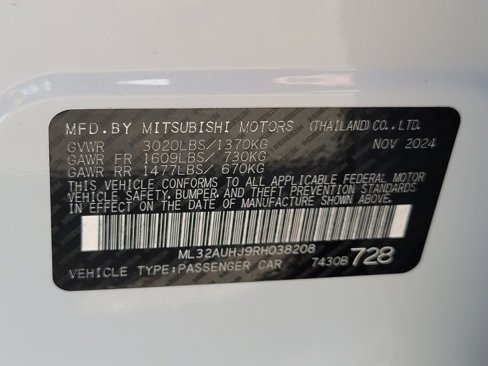 MFD. BY MITSUBISHI MOTORS (THAILAND) CO., LTD.
GVWR 3020LBS/1370KG NOV 2024
GAWR FR 1609LBS/ 730KG
GAWR RR 1477LBS/ 670KG
THIS VEHICLE CONFORMS TO ALL APPLICABLE FEDERAL MOTOR
VEHICLE SAFETY, BUMPER, AND THEFT PREVENTION STANDARDS
IN EFFECT ON THE DATE OF MANUFACTURE SHOWN ABOVE.
ML32AUHJ9RH038208
VEHICLE TYPE:PASSENGER CAR 7430B 728